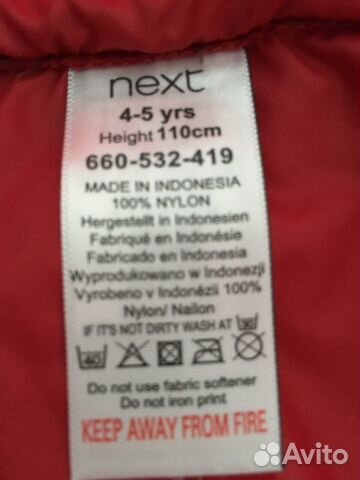 next
4-5 yrs
Height 110cm
660-532-419
MADE IN INDONESIA
100% NYLON
Hergestellt in Indonesien
Fabriqué en Indonésie
Fabricado en Indonesia
Wyprodukowano w Indonezji
Vyrobeno v Indonézii 100%
Nylon/ Nailon
IF IT'S NOT DIRTY WASH AT 30
40
Do not use fabric softener
Do not iron print
KEEP AWAY FROM FIRE
Avito